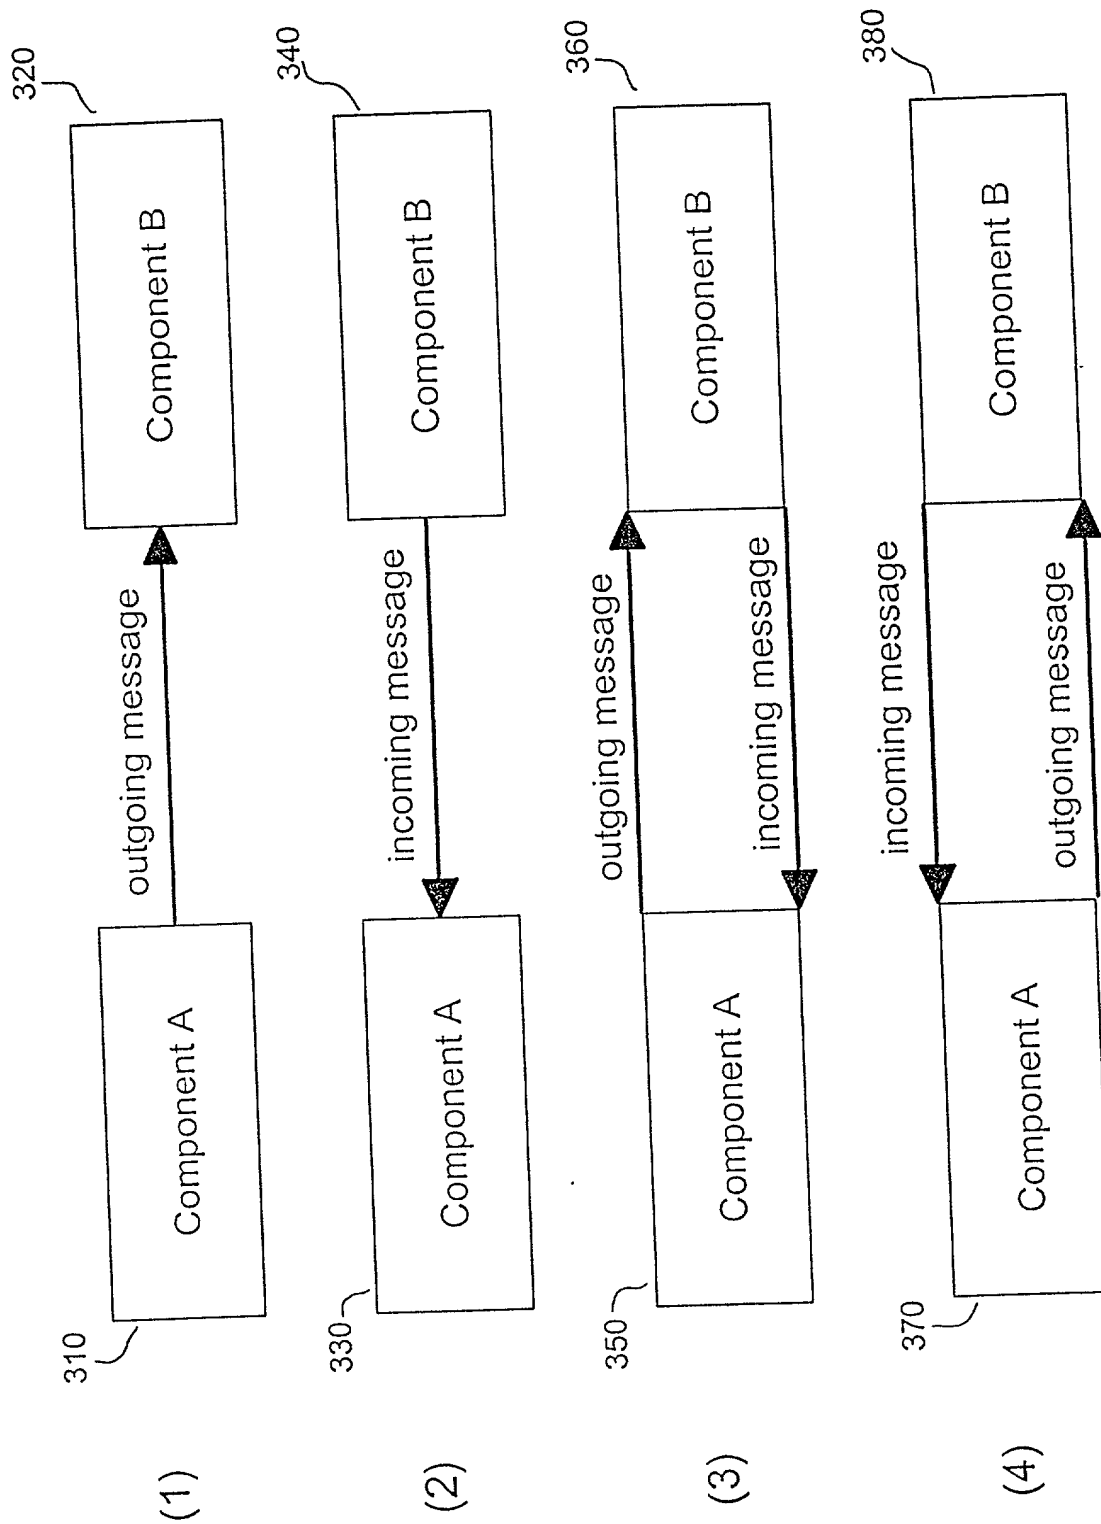 320
340
360
380
Component B
Component B
Component B
Component B
outgoing message
incoming message
outgoing message
incoming message
incoming message
outgoing message
Component A
Component A
Component A
Component A
310
330
350
370
(1)
(2)
(3)
(4)